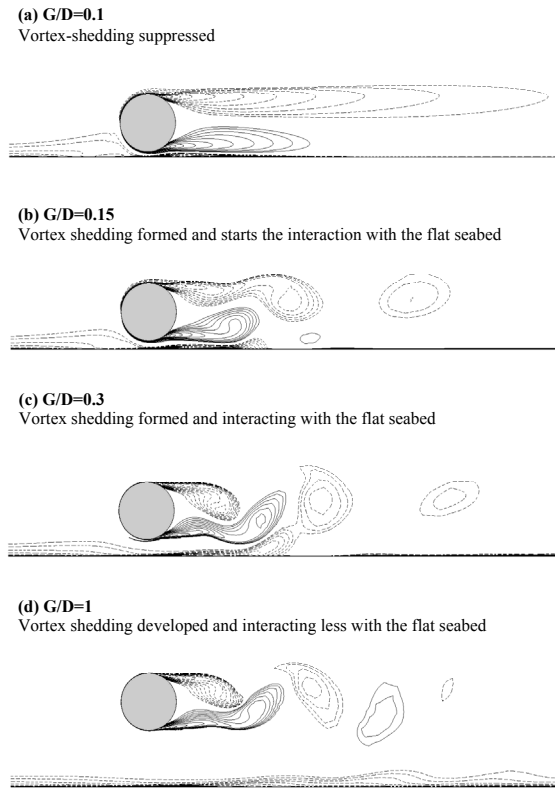 (a) G/D=0.1
Vortex-shedding suppressed
(b) G/D=0.15
Vortex shedding formed and starts the interaction with the flat seabed
(c) G/D=0.3
Vortex shedding formed and interacting with the flat seabed
(d) G/D=1
Vortex shedding developed and interacting less with the flat seabed